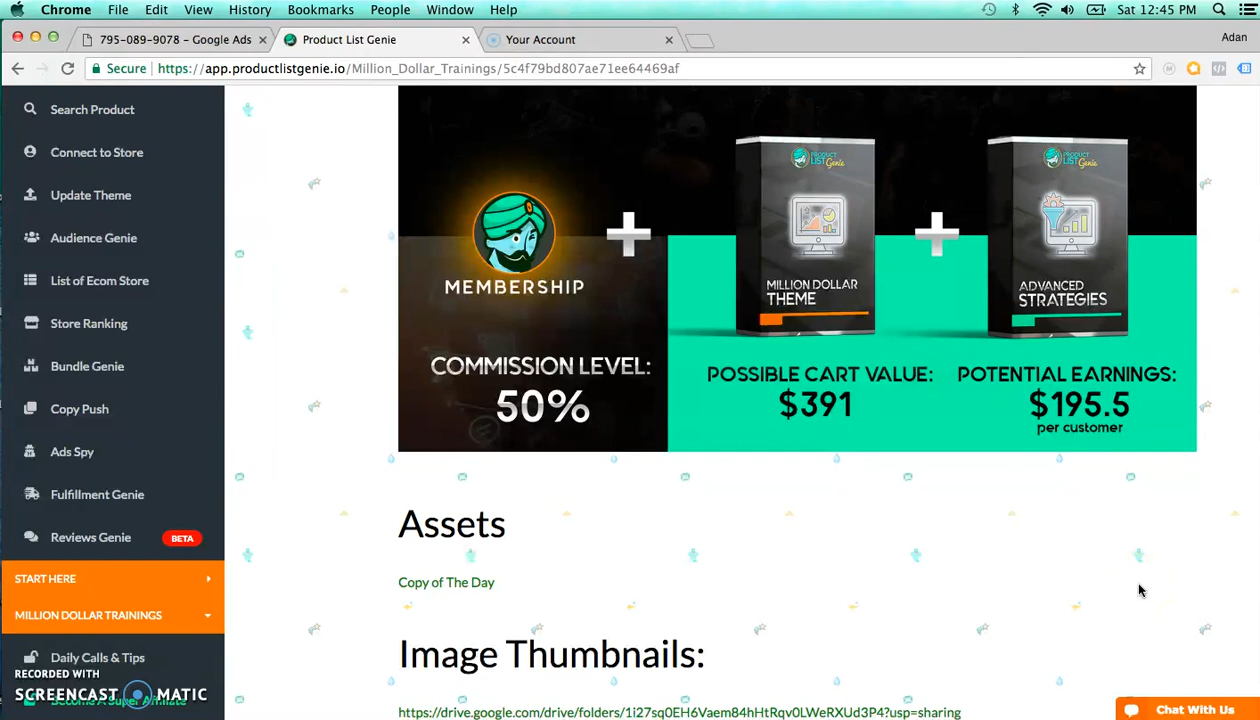 Chrome File Edit View History Bookmarks People Window Help Sat 12:45 PM
795-089-9078 - Google Ads Product List Genie Your Account Adan
Secure https://app.productlistgenie.io/Million_Dollar_Trainings/5c4f79bd807ae71ee64469af
Search Product
Connect to Store
Update Theme
Audience Genie
List of Ecom Store
Store Ranking
Bundle Genie
Copy Push
Ads Spy
Fulfillment Genie
Reviews Genie BETA
START HERE
MILLION DOLLAR TRAININGS
Daily Calls & Tips
Become A Super Affiliate
RECORDED WITH
SCREENCAST MATIC
MEMBERSHIP
COMMISSION LEVEL:
50%
PRODUCT
LIST Genie
MILLION DOLLAR
THEME
POSSIBLE CART VALUE:
$391
PRODUCT
LIST Genie
ADVANCED
STRATEGIES
POTENTIAL EARNINGS:
$195.5
per customer
Assets
Copy of The Day
Image Thumbnails:
https://drive.google.com/drive/folders/1i27sq0EH6Vaem84hHtRqv0LWeRXUd3P4?usp=sharing
Chat With Us